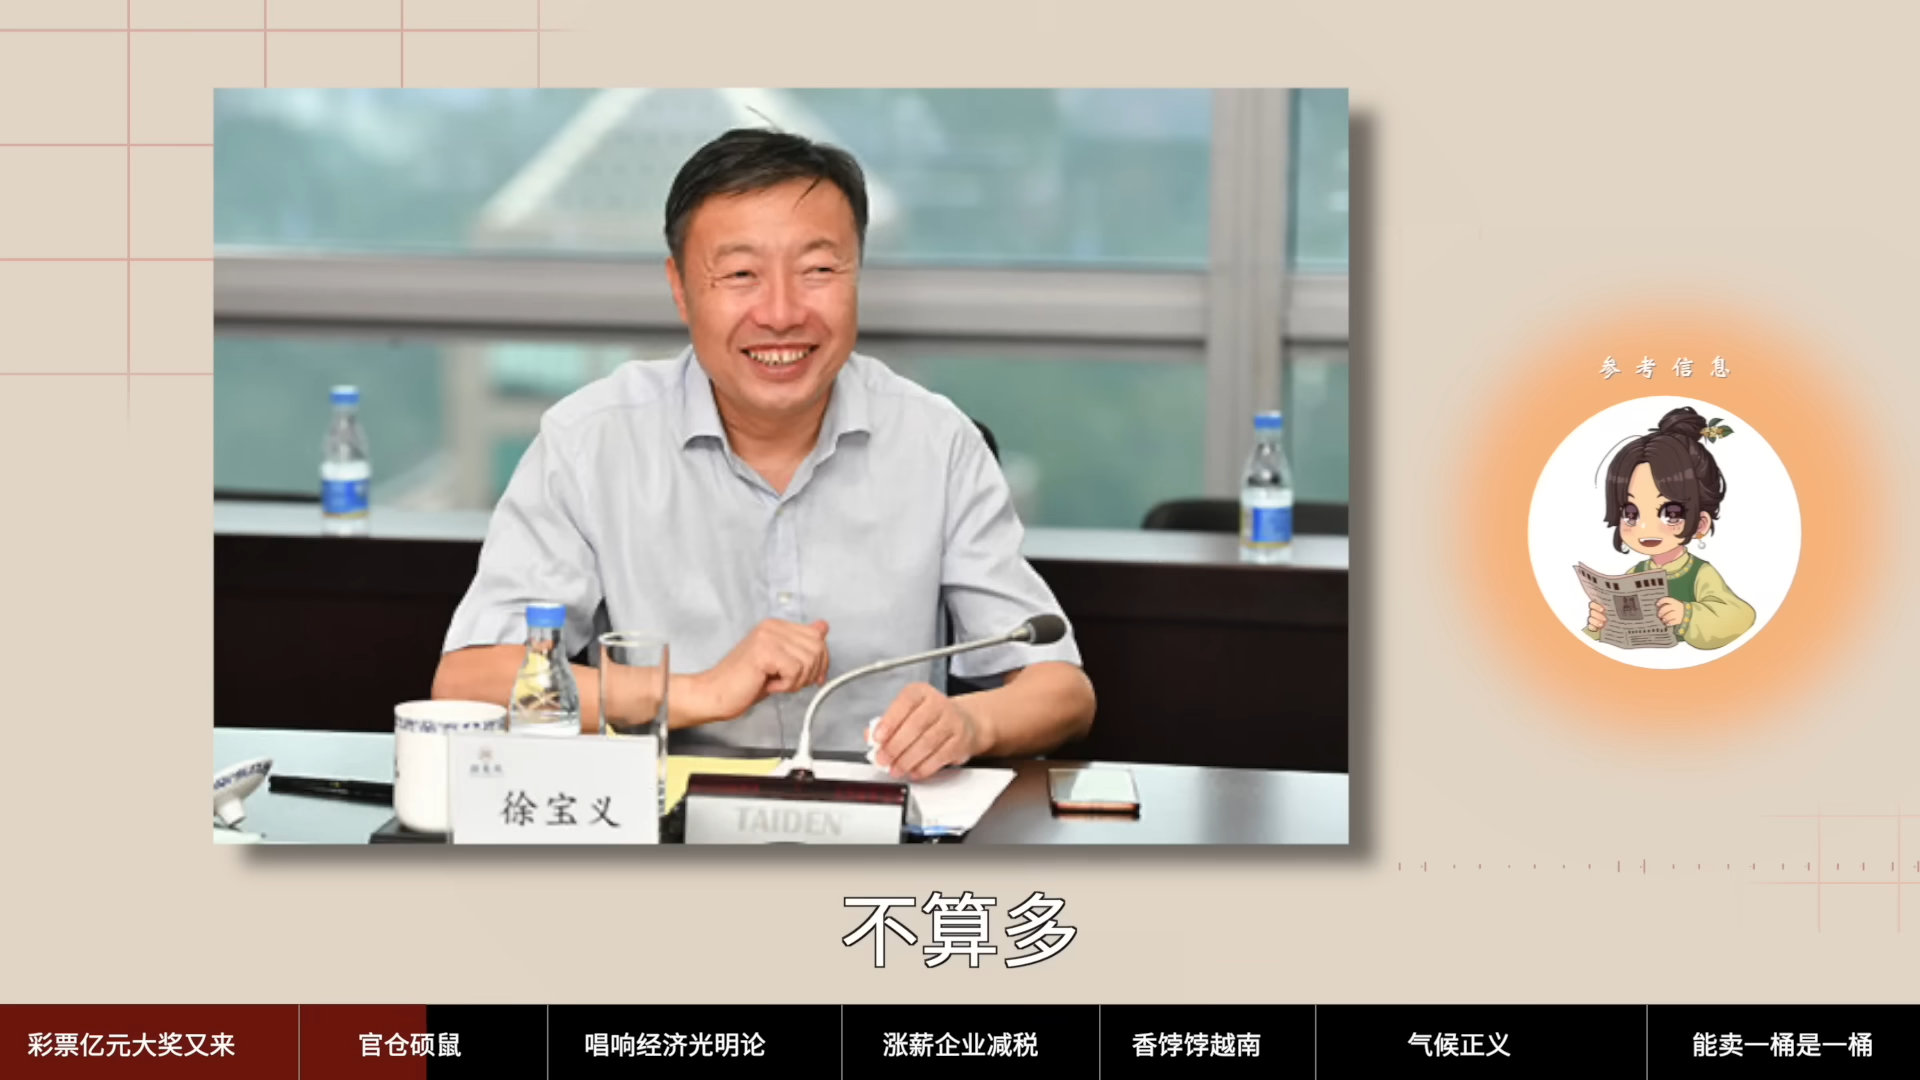 参考信息
徐宝义
TAIDEN
不算多
彩票亿元大奖又来
官仓硕鼠
唱响经济光明论
涨薪企业减税
香饽饽越南
气候正义
能卖一桶是一桶